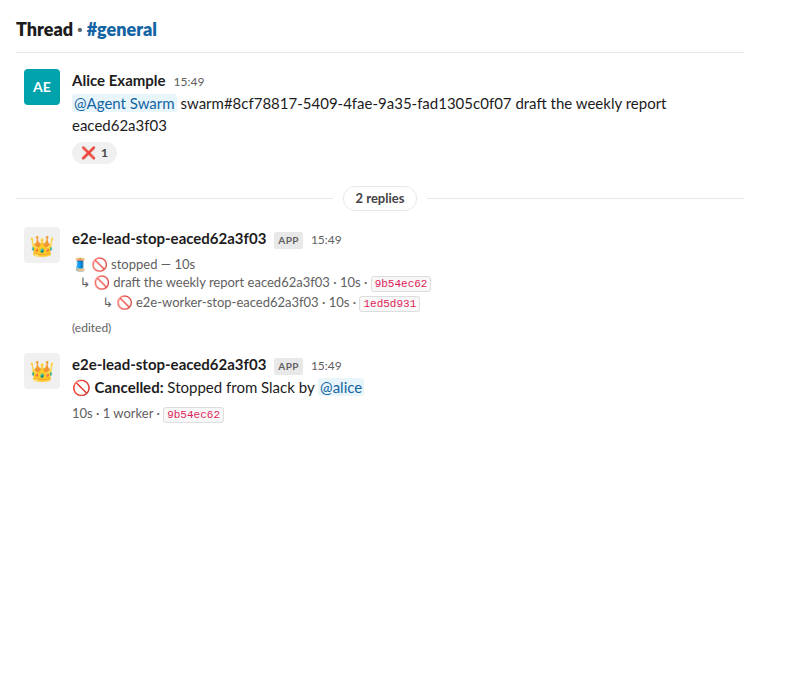 Thread • #general
AE
Alice Example 15:49
@Agent Swarm swarm#8cf78817-5409-4fae-9a35-fad1305c0f07 draft the weekly report
eaced62a3f03
❌ 1
2 replies
e2e-lead-stop-eaced62a3f03 APP 15:49
🧵 🚫 stopped — 10s
↳ 🚫 draft the weekly report eaced62a3f03 · 10s · 9b54ec62
↳ 🚫 e2e-worker-stop-eaced62a3f03 · 10s · 1ed5d931
(edited)
e2e-lead-stop-eaced62a3f03 APP 15:49
🚫 Cancelled: Stopped from Slack by @alice
10s · 1 worker · 9b54ec62